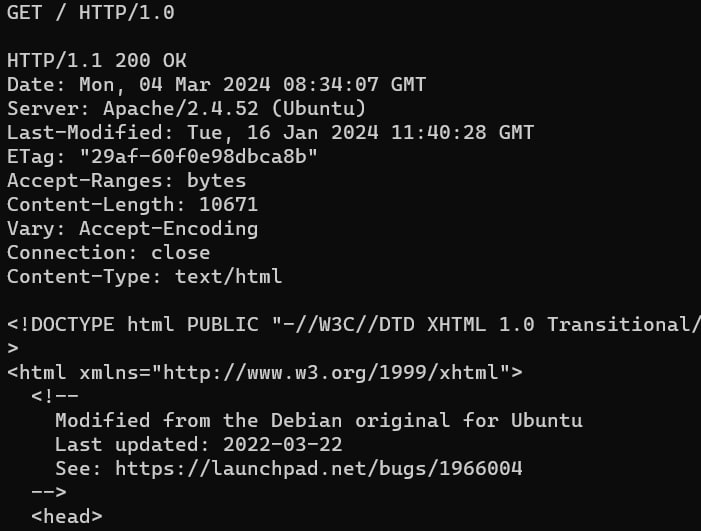 GET / HTTP/1.0
HTTP/1.1 200 OK
Date: Mon, 04 Mar 2024 08:34:07 GMT
Server: Apache/2.4.52 (Ubuntu)
Last-Modified: Tue, 16 Jan 2024 11:40:28 GMT
ETag: "29af-60f0e98dbca8b"
Accept-Ranges: bytes
Content-Length: 10671
Vary: Accept-Encoding
Connection: close
Content-Type: text/html
<!DOCTYPE html PUBLIC "-//W3C//DTD XHTML 1.0 Transitional/
>
<html xmlns="http://www.w3.org/1999/xhtml">
<!--
Modified from the Debian original for Ubuntu
Last updated: 2022-03-22
See: https://launchpad.net/bugs/1966004
-->
<head>